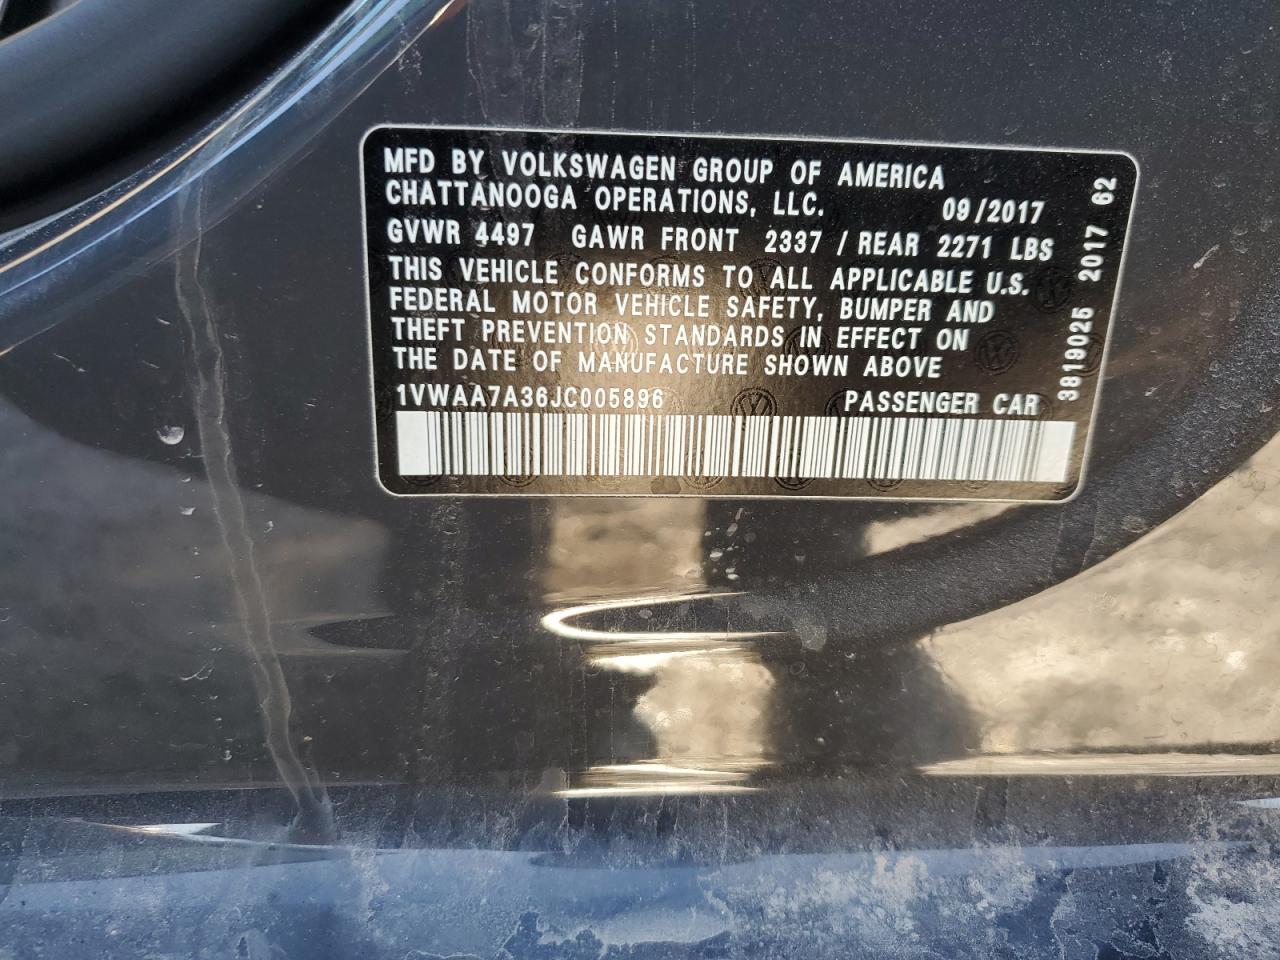 MFD BY VOLKSWAGEN GROUP OF AMERICA
CHATTANOOGA OPERATIONS, LLC. 09/2017
GVWR 4497 GAWR FRONT 2337 / REAR 2271 LBS
THIS VEHICLE CONFORMS TO ALL APPLICABLE U.S.
FEDERAL MOTOR VEHICLE SAFETY, BUMPER AND
THEFT PREVENTION STANDARDS IN EFFECT ON
THE DATE OF MANUFACTURE SHOWN ABOVE
1VWAA7A36JC005896 PASSENGER CAR
3819025 2017 62